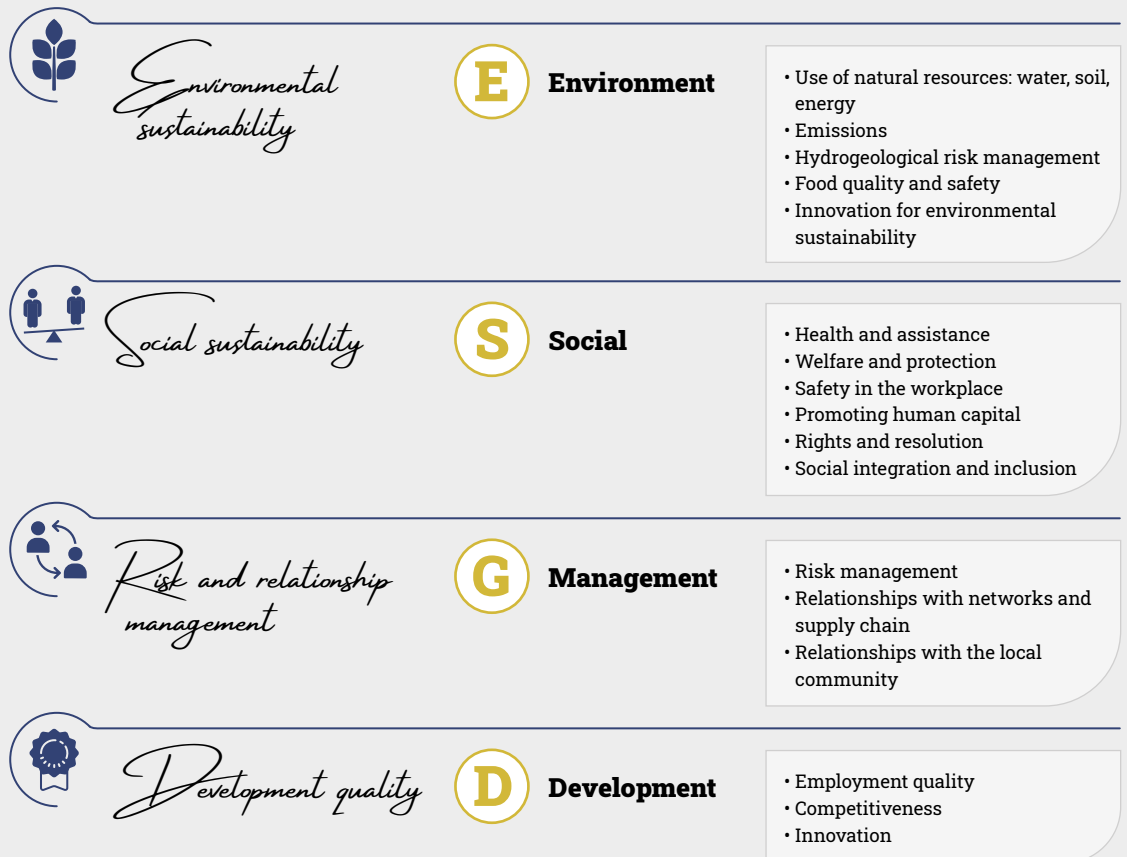 Environmental
sustainability
E
Environment
• Use of natural resources: water, soil,
energy
• Emissions
• Hydrogeological risk management
• Food quality and safety
• Innovation for environmental
sustainability
Social sustainability
S
Social
• Health and assistance
• Welfare and protection
• Safety in the workplace
• Promoting human capital
• Rights and resolution
• Social integration and inclusion
Risk and relationship
management
G
Management
• Risk management
• Relationships with networks and
supply chain
• Relationships with the local
community
Development quality
D
Development
• Employment quality
• Competitiveness
• Innovation